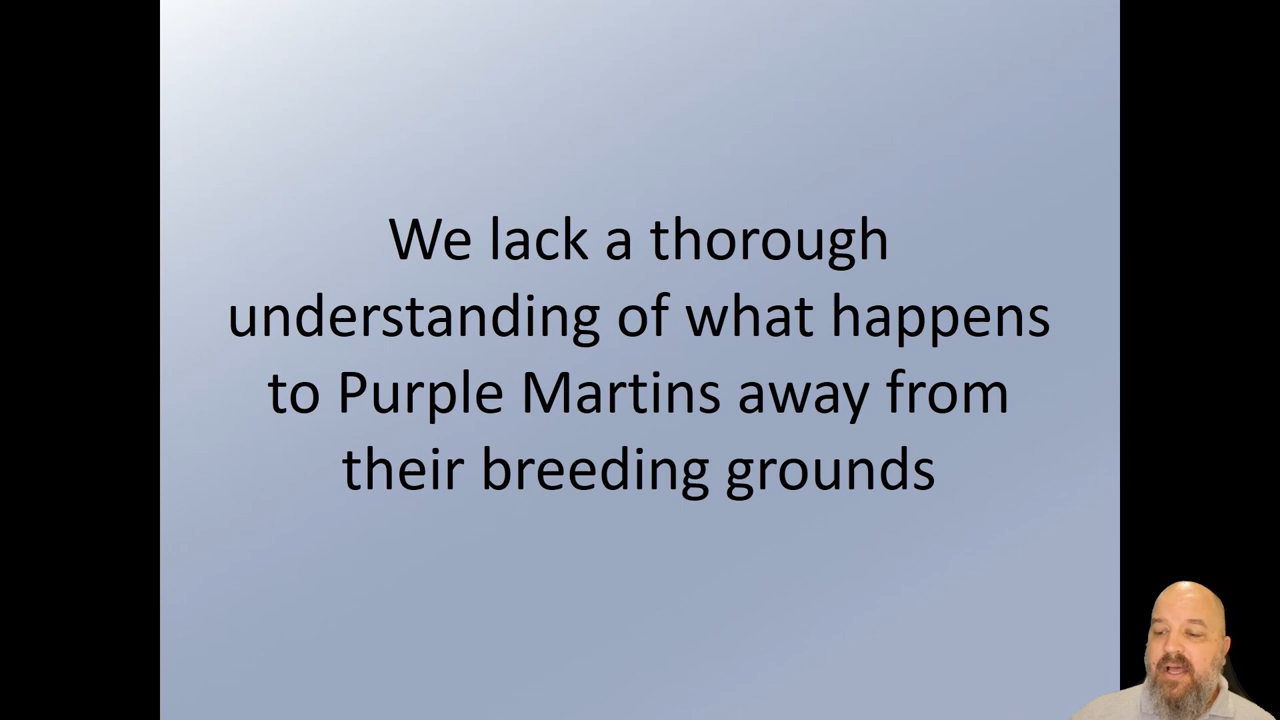 We lack a thorough
understanding of what happens
to Purple Martins away from
their breeding grounds